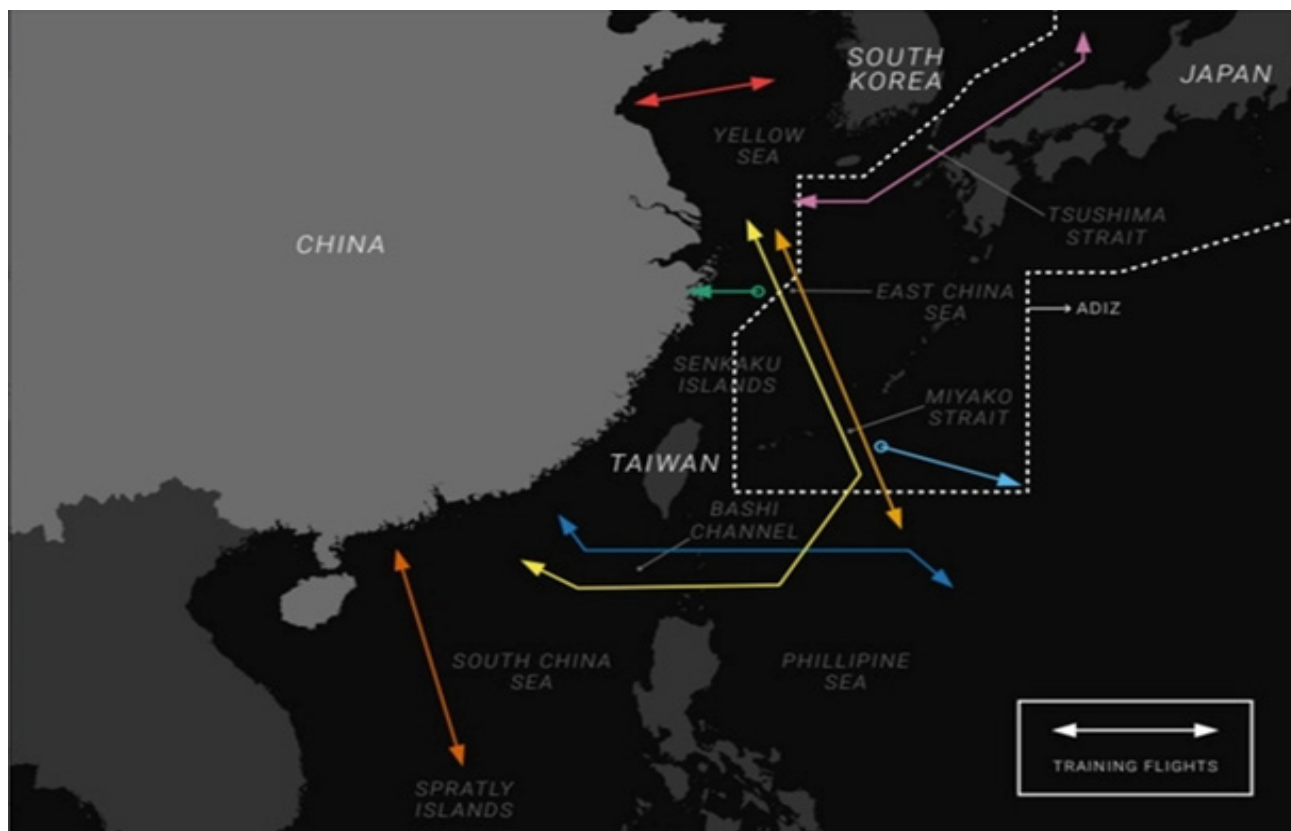 SOUTH
KOREA
JAPAN
YELLOW
SEA
TSUSHIMA
STRAIT
CHINA
EAST CHINA
SEA
ADIZ
SENKAKU
ISLANDS
MIYAKO
STRAIT
TAIWAN
BASHI
CHANNEL
SOUTH CHINA
SEA
PHILLIPINE
SEA
TRAINING FLIGHTS
SPRATLY
ISLANDS